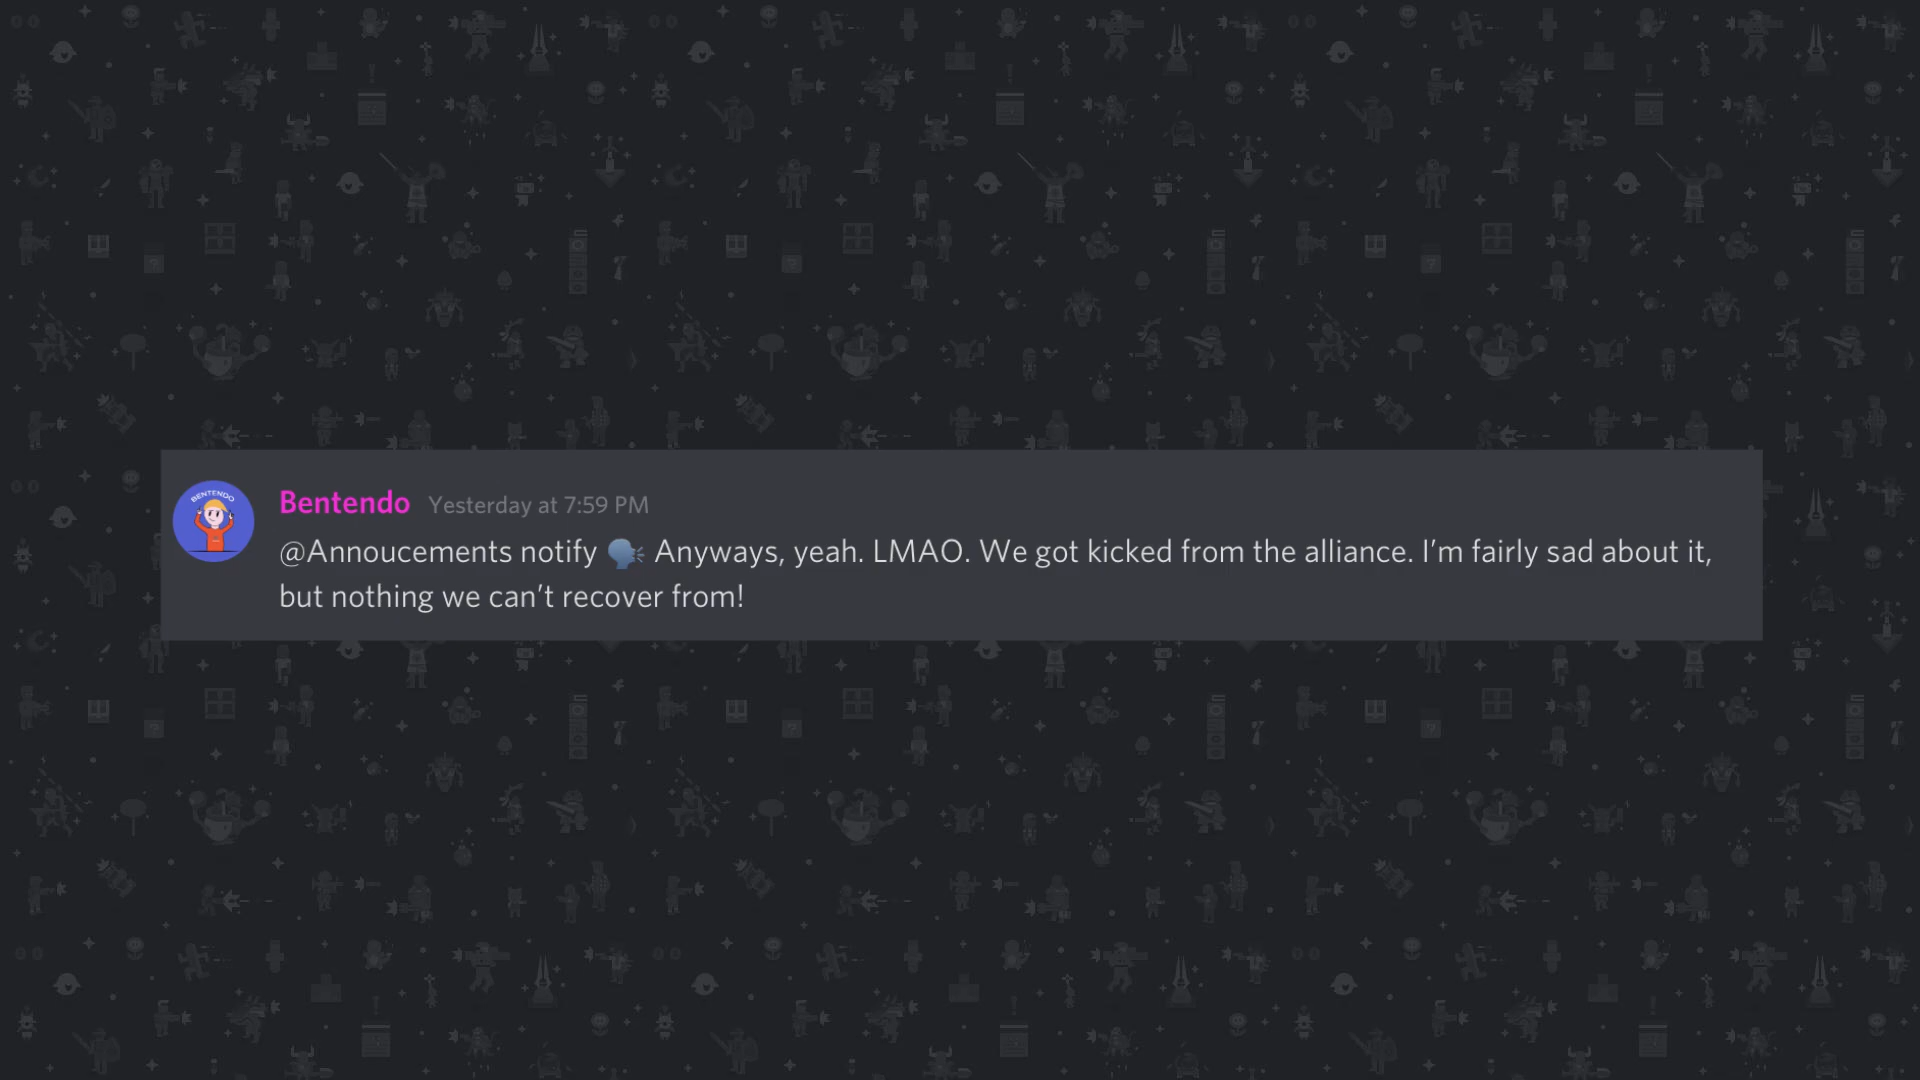 BENTENDO
Bentendo Yesterday at 7:59 PM
@Annoucements notify 🗣️ Anyways, yeah. LMAO. We got kicked from the alliance. I’m fairly sad about it,
but nothing we can’t recover from!